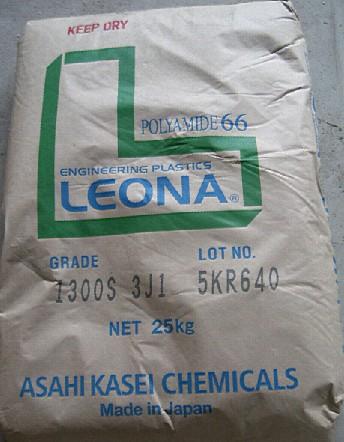 KEEP DRY
POLYAMIDE 66
ENGINEERING PLASTICS
LEONA®
GRADE LOT NO.
1300S 3J1 5KR640
NET 25kg
ASAHI KASEI CHEMICALS
Made in Japan